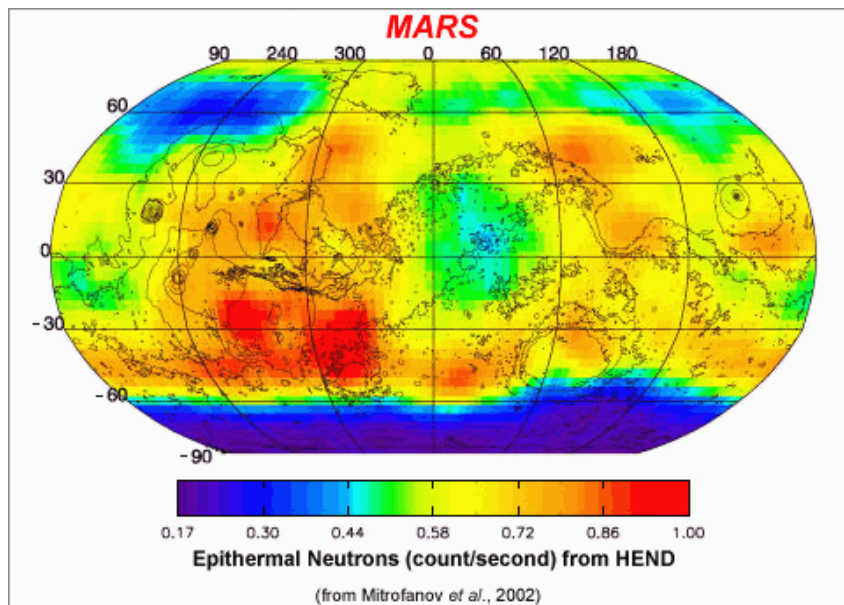 MARS
90 240 300 0 60 120 180
60
30
0
-30
-60
-90
0.17 0.30 0.44 0.58 0.72 0.86 1.00
Epithermal Neutrons (count/second) from HEND
(from Mitrofanov et al., 2002)